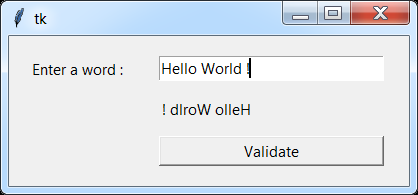 tk
Enter a word : Hello World !
! dlroW olleH
Validate